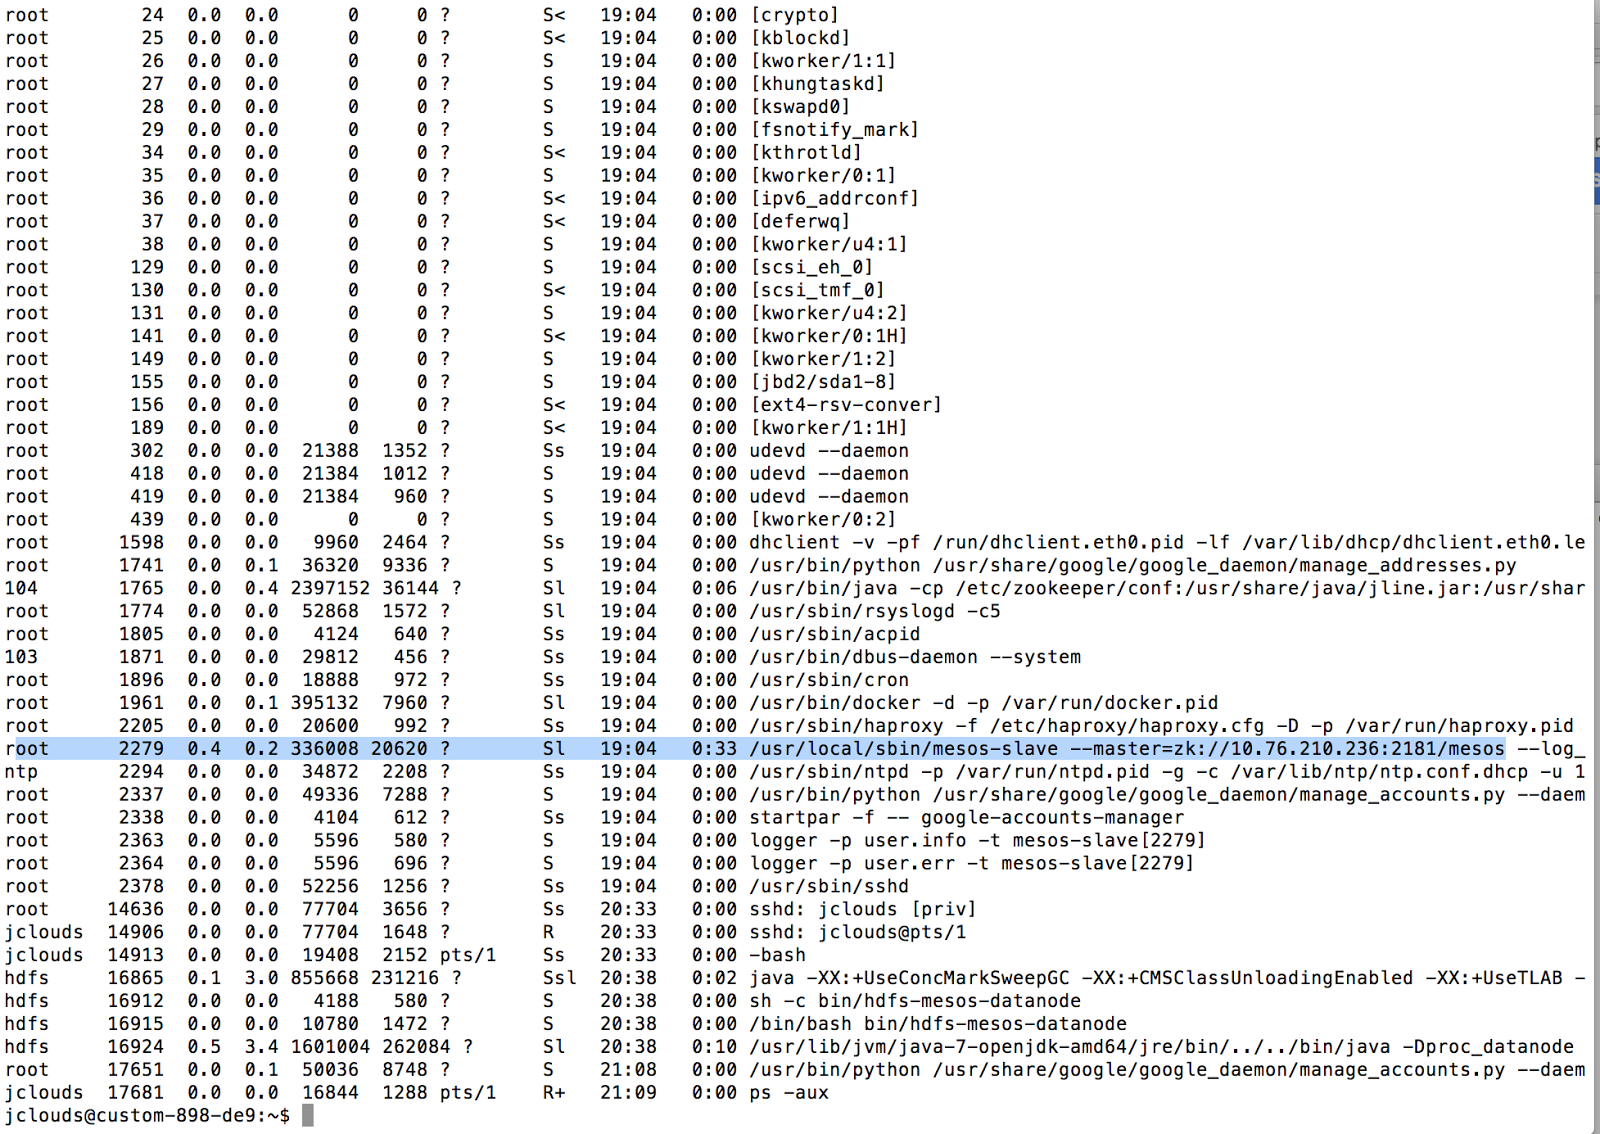 root 24 0.0 0.0 0 0 ? S< 19:04 0:00 [crypto]
root 25 0.0 0.0 0 0 ? S< 19:04 0:00 [kblockd]
root 26 0.0 0.0 0 0 ? S 19:04 0:00 [kworker/1:1]
root 27 0.0 0.0 0 0 ? S 19:04 0:00 [khungtaskd]
root 28 0.0 0.0 0 0 ? S 19:04 0:00 [kswapd0]
root 29 0.0 0.0 0 0 ? S 19:04 0:00 [fsnotify_mark]
root 34 0.0 0.0 0 0 ? S< 19:04 0:00 [kthrotld]
root 35 0.0 0.0 0 0 ? S 19:04 0:00 [kworker/0:1]
root 36 0.0 0.0 0 0 ? S< 19:04 0:00 [ipv6_addrconf]
root 37 0.0 0.0 0 0 ? S< 19:04 0:00 [deferwq]
root 38 0.0 0.0 0 0 ? S 19:04 0:00 [kworker/u4:1]
root 129 0.0 0.0 0 0 ? S 19:04 0:00 [scsi_eh_0]
root 130 0.0 0.0 0 0 ? S< 19:04 0:00 [scsi_tmf_0]
root 131 0.0 0.0 0 0 ? S 19:04 0:00 [kworker/u4:2]
root 141 0.0 0.0 0 0 ? S< 19:04 0:00 [kworker/0:1H]
root 149 0.0 0.0 0 0 ? S 19:04 0:00 [kworker/1:2]
root 155 0.0 0.0 0 0 ? S 19:04 0:00 [jbd2/sda1-8]
root 156 0.0 0.0 0 0 ? S< 19:04 0:00 [ext4-rsv-conver]
root 189 0.0 0.0 0 0 ? S< 19:04 0:00 [kworker/1:1H]
root 302 0.0 0.0 21388 1352 ? Ss 19:04 0:00 udevd --daemon
root 418 0.0 0.0 21384 1012 ? S 19:04 0:00 udevd --daemon
root 419 0.0 0.0 21384 960 ? S 19:04 0:00 udevd --daemon
root 439 0.0 0.0 0 0 ? S 19:04 0:00 [kworker/0:2]
root 1598 0.0 0.0 9960 2464 ? Ss 19:04 0:00 dhclient -v -pf /run/dhclient.eth0.pid -lf /var/lib/dhcp/dhclient.eth0.le
root 1741 0.0 0.1 36320 9336 ? S 19:04 0:00 /usr/bin/python /usr/share/google/google_daemon/manage_addresses.py
104 1765 0.0 0.4 2397152 36144 ? Sl 19:04 0:06 /usr/bin/java -cp /etc/zookeeper/conf:/usr/share/java/jline.jar:/usr/shar
root 1774 0.0 0.0 52868 1572 ? Sl 19:04 0:00 /usr/sbin/rsyslogd -c5
root 1805 0.0 0.0 4124 640 ? Ss 19:04 0:00 /usr/sbin/acpid
103 1871 0.0 0.0 29812 456 ? Ss 19:04 0:00 /usr/bin/dbus-daemon --system
root 1896 0.0 0.0 18888 972 ? Ss 19:04 0:00 /usr/sbin/cron
root 1961 0.0 0.1 395132 7960 ? Sl 19:04 0:00 /usr/bin/docker -d -p /var/run/docker.pid
root 2205 0.0 0.0 20600 992 ? Ss 19:04 0:00 /usr/sbin/haproxy -f /etc/haproxy/haproxy.cfg -D -p /var/run/haproxy.pid
root 2279 0.4 0.2 336008 20620 ? Sl 19:04 0:33 /usr/local/sbin/mesos-slave --master=zk://10.76.210.236:2181/mesos --log_
ntp 2294 0.0 0.0 34872 2208 ? Ss 19:04 0:00 /usr/sbin/ntpd -p /var/run/ntpd.pid -g -c /var/lib/ntp/ntp.conf.dhcp -u 1
root 2337 0.0 0.0 49336 7288 ? S 19:04 0:00 /usr/bin/python /usr/share/google/google_daemon/manage_accounts.py --daem
root 2338 0.0 0.0 4104 612 ? Ss 19:04 0:00 startpar -f -- google-accounts-manager
root 2363 0.0 0.0 5596 580 ? S 19:04 0:00 logger -p user.info -t mesos-slave[2279]
root 2364 0.0 0.0 5596 696 ? S 19:04 0:00 logger -p user.err -t mesos-slave[2279]
root 2378 0.0 0.0 52256 1256 ? Ss 19:04 0:00 /usr/sbin/sshd
root 14636 0.0 0.0 77704 3656 ? Ss 20:33 0:00 sshd: jclouds [priv]
jclouds 14906 0.0 0.0 77704 1648 ? R 20:33 0:00 sshd: jclouds@pts/1
jclouds 14913 0.0 0.0 19408 2152 pts/1 Ss 20:33 0:00 -bash
hdfs 16865 0.1 3.0 855668 231216 ? Ssl 20:38 0:02 java -XX:+UseConcMarkSweepGC -XX:+CMSClassUnloadingEnabled -XX:+UseTLAB -
hdfs 16912 0.0 0.0 4188 580 ? S 20:38 0:00 sh -c bin/hdfs-mesos-datanode
hdfs 16915 0.0 0.0 10780 1472 ? S 20:38 0:00 /bin/bash bin/hdfs-mesos-datanode
hdfs 16924 0.5 3.4 1601004 262084 ? Sl 20:38 0:10 /usr/lib/jvm/java-7-openjdk-amd64/jre/bin/../../bin/java -Dproc_datanode
root 17651 0.0 0.1 50036 8748 ? S 21:08 0:00 /usr/bin/python /usr/share/google/google_daemon/manage_accounts.py --daem
jclouds 17681 0.0 0.0 16844 1288 pts/1 R+ 21:09 0:00 ps -aux
jclouds@custom-898-de9:~$